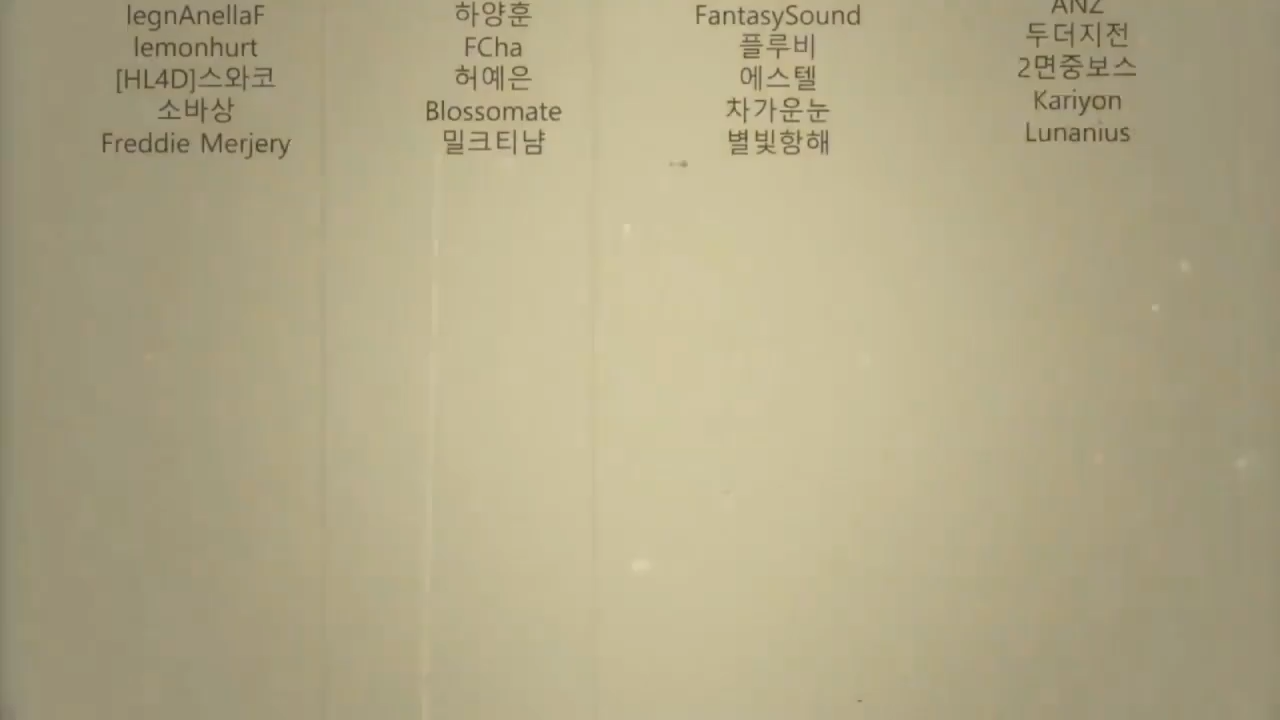 legnAnellaF
lemonhurt
[HL4D]스와코
소바상
Freddie Merjery
하양훈
FCha
허예은
Blossomate
밀크티냠
FantasySound
플루비
에스텔
차가운눈
별빛항해
ANZ
두더지전
2면중보스
Kariyon
Lunanius